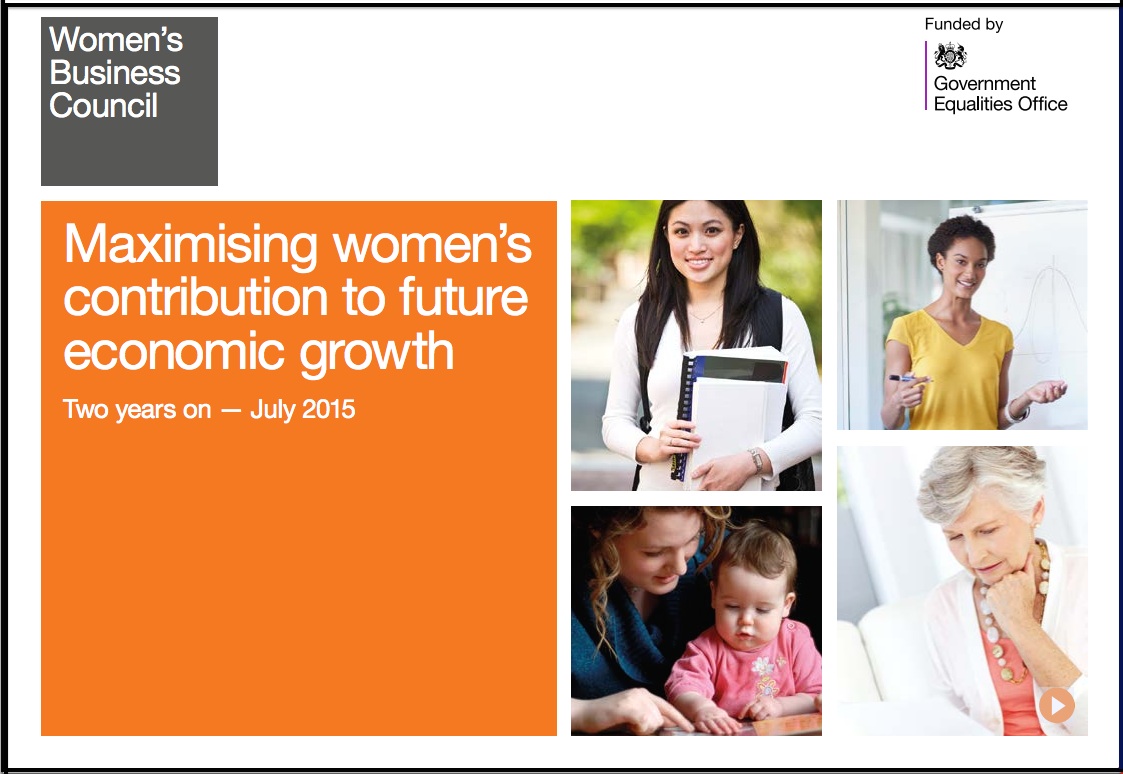 Women’s
Business
Council
Funded by
Government
Equalities Office
Maximising women’s
contribution to future
economic growth
Two years on — July 2015